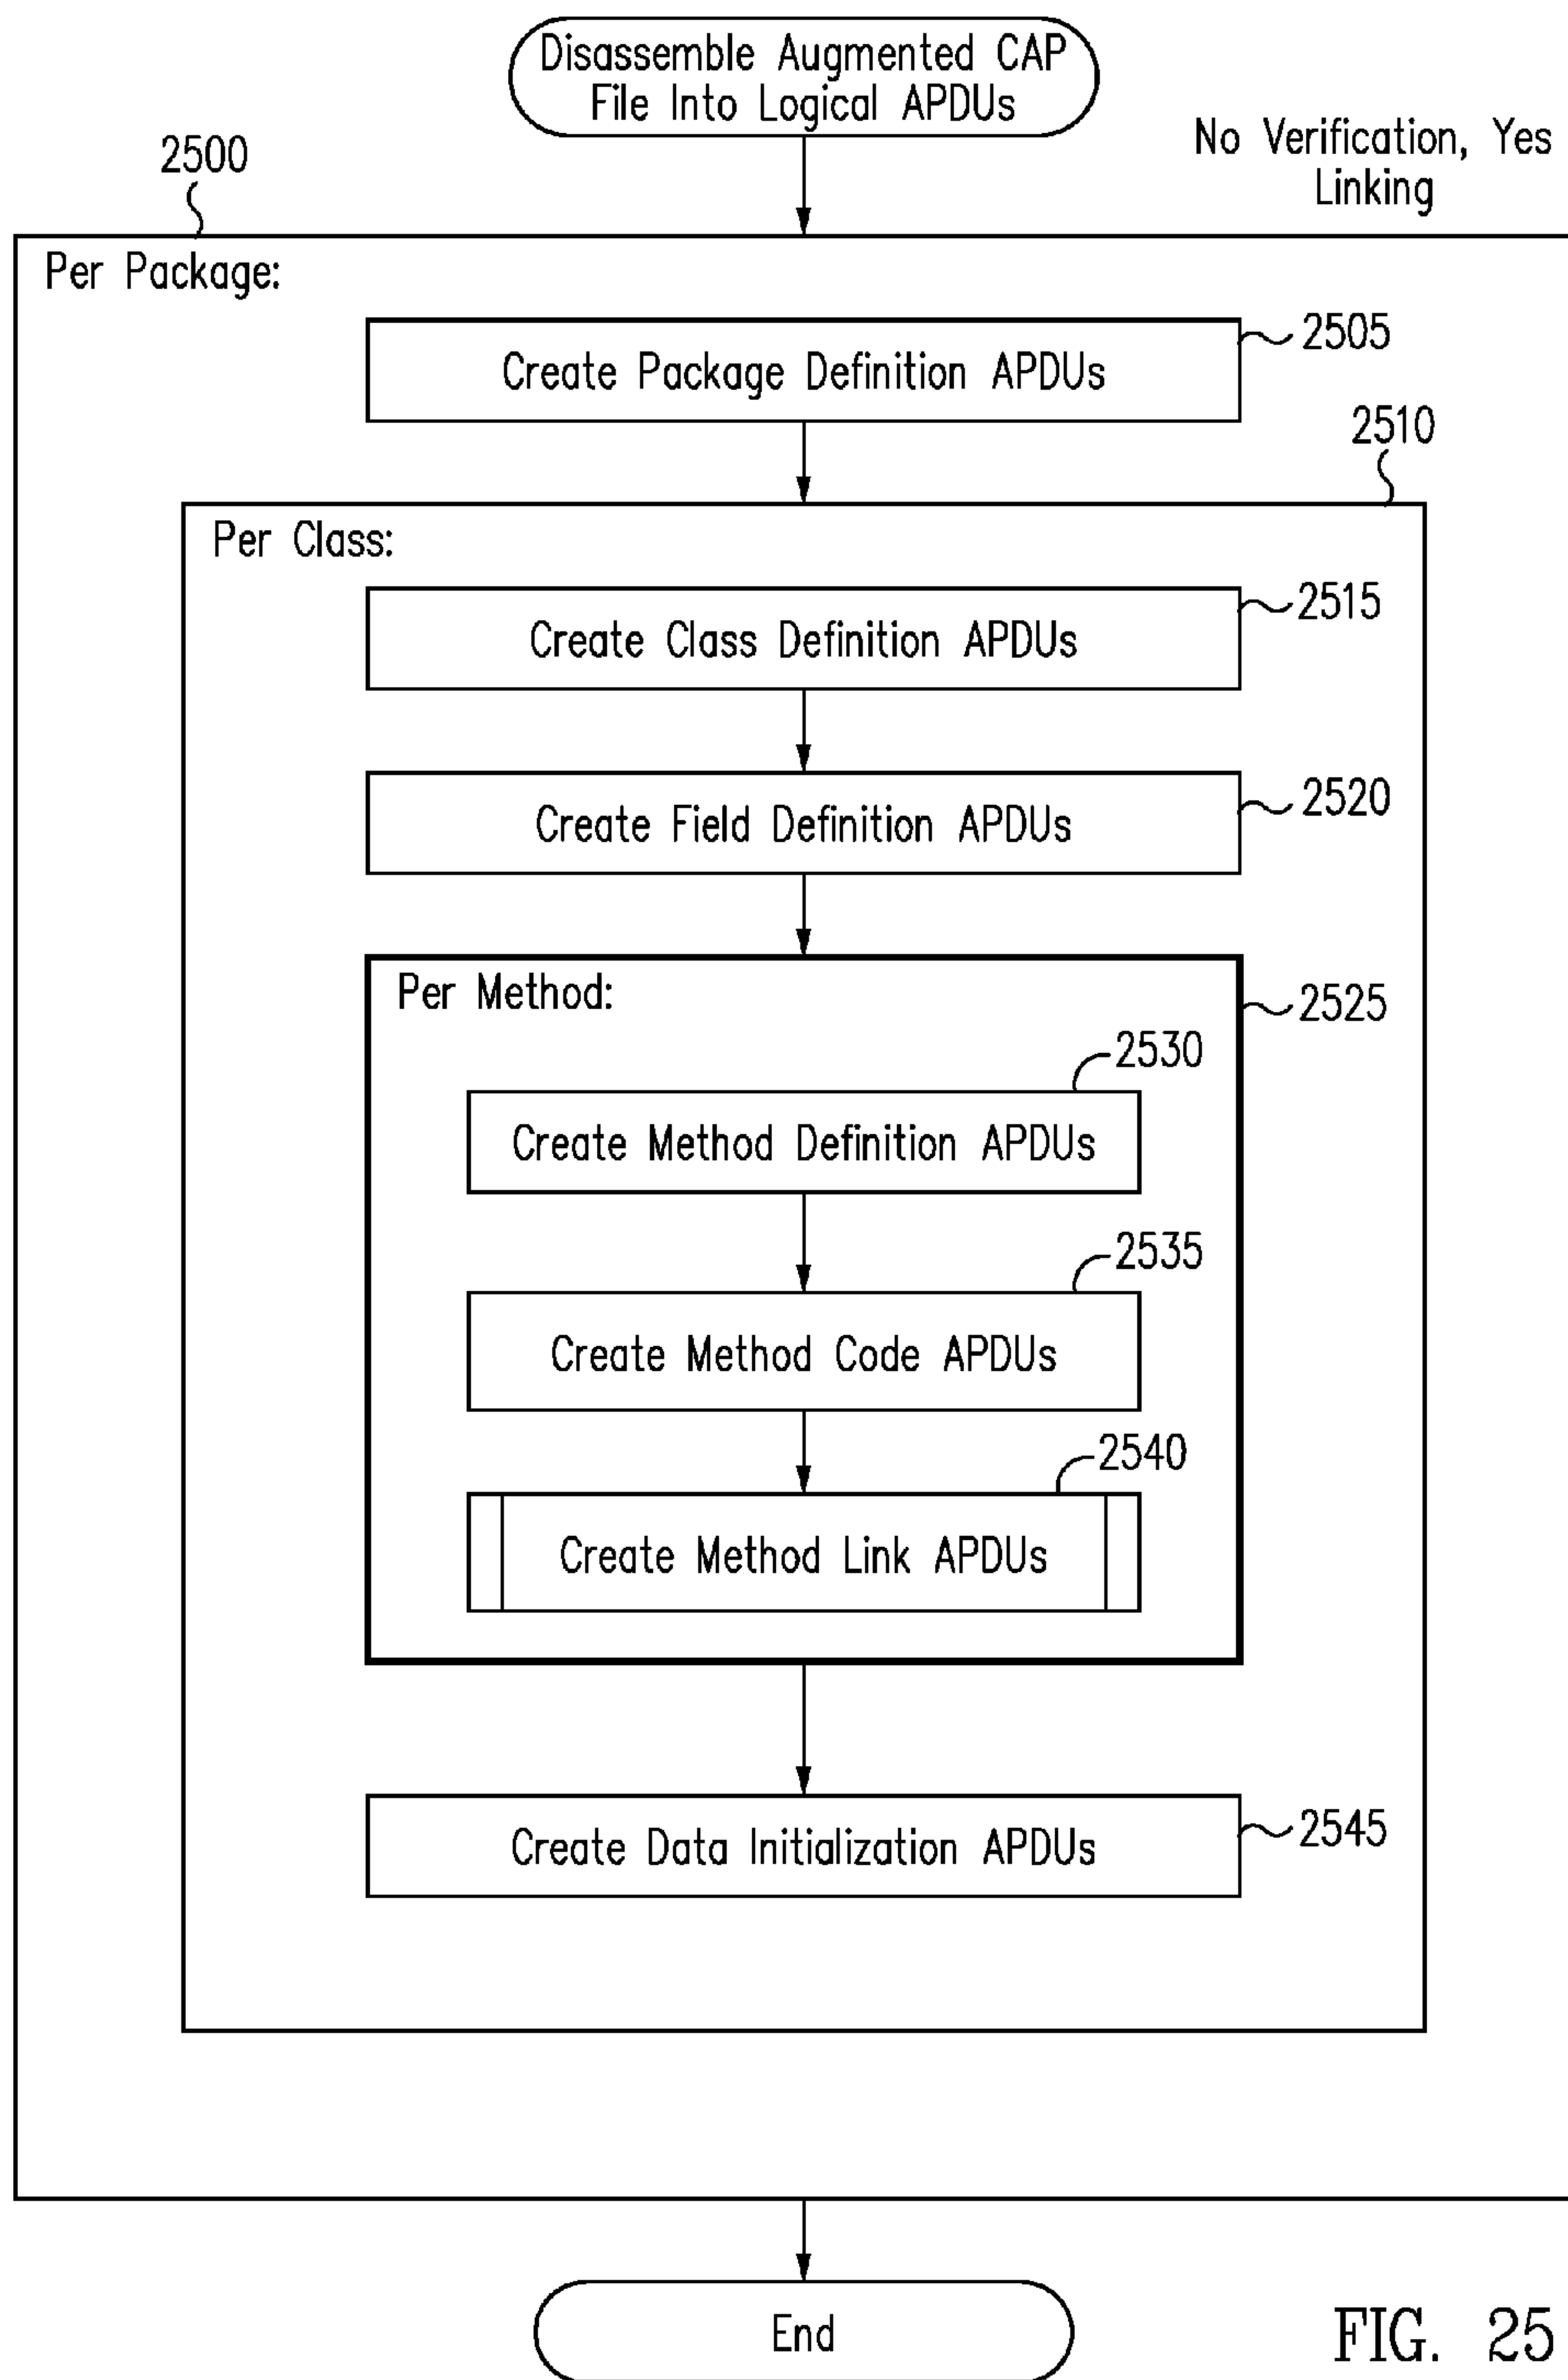 Disassemble Augmented CAP
File Into Logical APDUs
No Verification, Yes
Linking
2500
Per Package:
2505
Create Package Definition APDUs
2510
Per Class:
2515
Create Class Definition APDUs
2520
Create Field Definition APDUs
Per Method:
2525
2530
Create Method Definition APDUs
2535
Create Method Code APDUs
2540
Create Method Link APDUs
2545
Create Data Initialization APDUs
End
FIG. 25